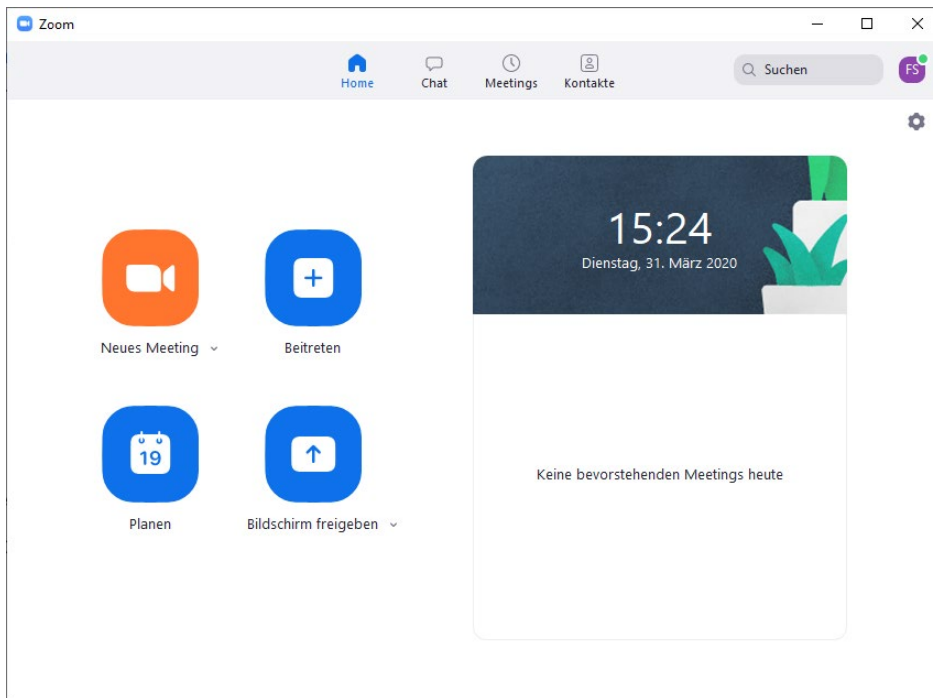 Zoom
Home
Chat
Meetings
Kontakte
Suchen
FS
15:24
Dienstag, 31. März 2020
Neues Meeting
Beitreten
19
Planen
Bildschirm freigeben
Keine bevorstehenden Meetings heute